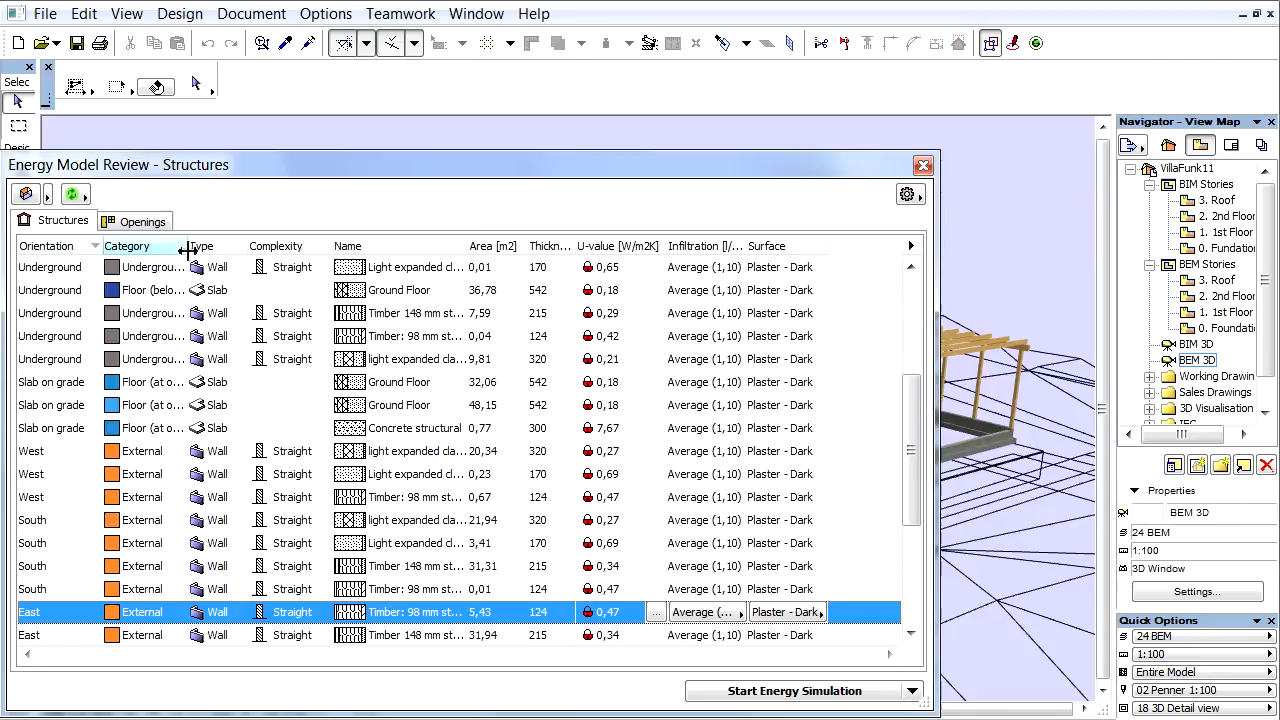 File Edit View Design Document Options Teamwork Window Help
Selec
Navigator - View Map
VillaFunk11
BIM Stories
3. Roof
2. 2nd Floor
1. 1st Floor
0. Fundation
BEM Stories
3. Roof
2. 2nd Floor
1. 1st Floor
0. Foundatio
BIM 3D
BEM 3D
Working Drawin
Sales Drawings
3D Visualisation
Properties
BEM 3D
24 BEM
1:100
3D Window
Settings...
Quick Options
24 BEM
1:100
Entire Model
02 Penner 1:100
18 3D Detail view
Energy Model Review - Structures
Structures Openings
Orientation Category Type Complexity Name Area [m2] Thickn... U-value [W/m2K] Infiltration [l/... Surface
Underground Undergrou... Wall Straight Light expanded cl... 0,01 170 0,65 Average (1,10) Plaster - Dark
Underground Floor (belo... Slab Ground Floor 36,78 542 0,18 Average (1,10) Plaster - Dark
Underground Undergrou... Wall Straight Timber 148 mm st... 7,59 215 0,29 Average (1,10) Plaster - Dark
Underground Undergrou... Wall Straight Timber: 98 mm st... 0,04 124 0,42 Average (1,10) Plaster - Dark
Underground Undergrou... Wall Straight light expanded cla... 9,81 320 0,21 Average (1,10) Plaster - Dark
Slab on grade Floor (at o... Slab Ground Floor 32,06 542 0,18 Average (1,10) Plaster - Dark
Slab on grade Floor (at o... Slab Ground Floor 48,15 542 0,18 Average (1,10) Plaster - Dark
Slab on grade Floor (at o... Slab Concrete structural 0,77 300 7,67 Average (1,10) Plaster - Dark
West External Wall Straight light expanded cla... 20,34 320 0,27 Average (1,10) Plaster - Dark
West External Wall Straight Light expanded cl... 0,23 170 0,69 Average (1,10) Plaster - Dark
West External Wall Straight Timber: 98 mm st... 0,67 124 0,47 Average (1,10) Plaster - Dark
South External Wall Straight light expanded cla... 21,94 320 0,27 Average (1,10) Plaster - Dark
South External Wall Straight Light expanded cl... 3,41 170 0,69 Average (1,10) Plaster - Dark
South External Wall Straight Timber 148 mm st... 31,31 215 0,34 Average (1,10) Plaster - Dark
South External Wall Straight Timber: 98 mm st... 0,01 124 0,47 Average (1,10) Plaster - Dark
East External Wall Straight Timber: 98 mm st... 5,43 124 0,47 ... Average (... Plaster - Dark
East External Wall Straight Timber 148 mm st... 31,94 215 0,34 Average (1,10) Plaster - Dark
Start Energy Simulation